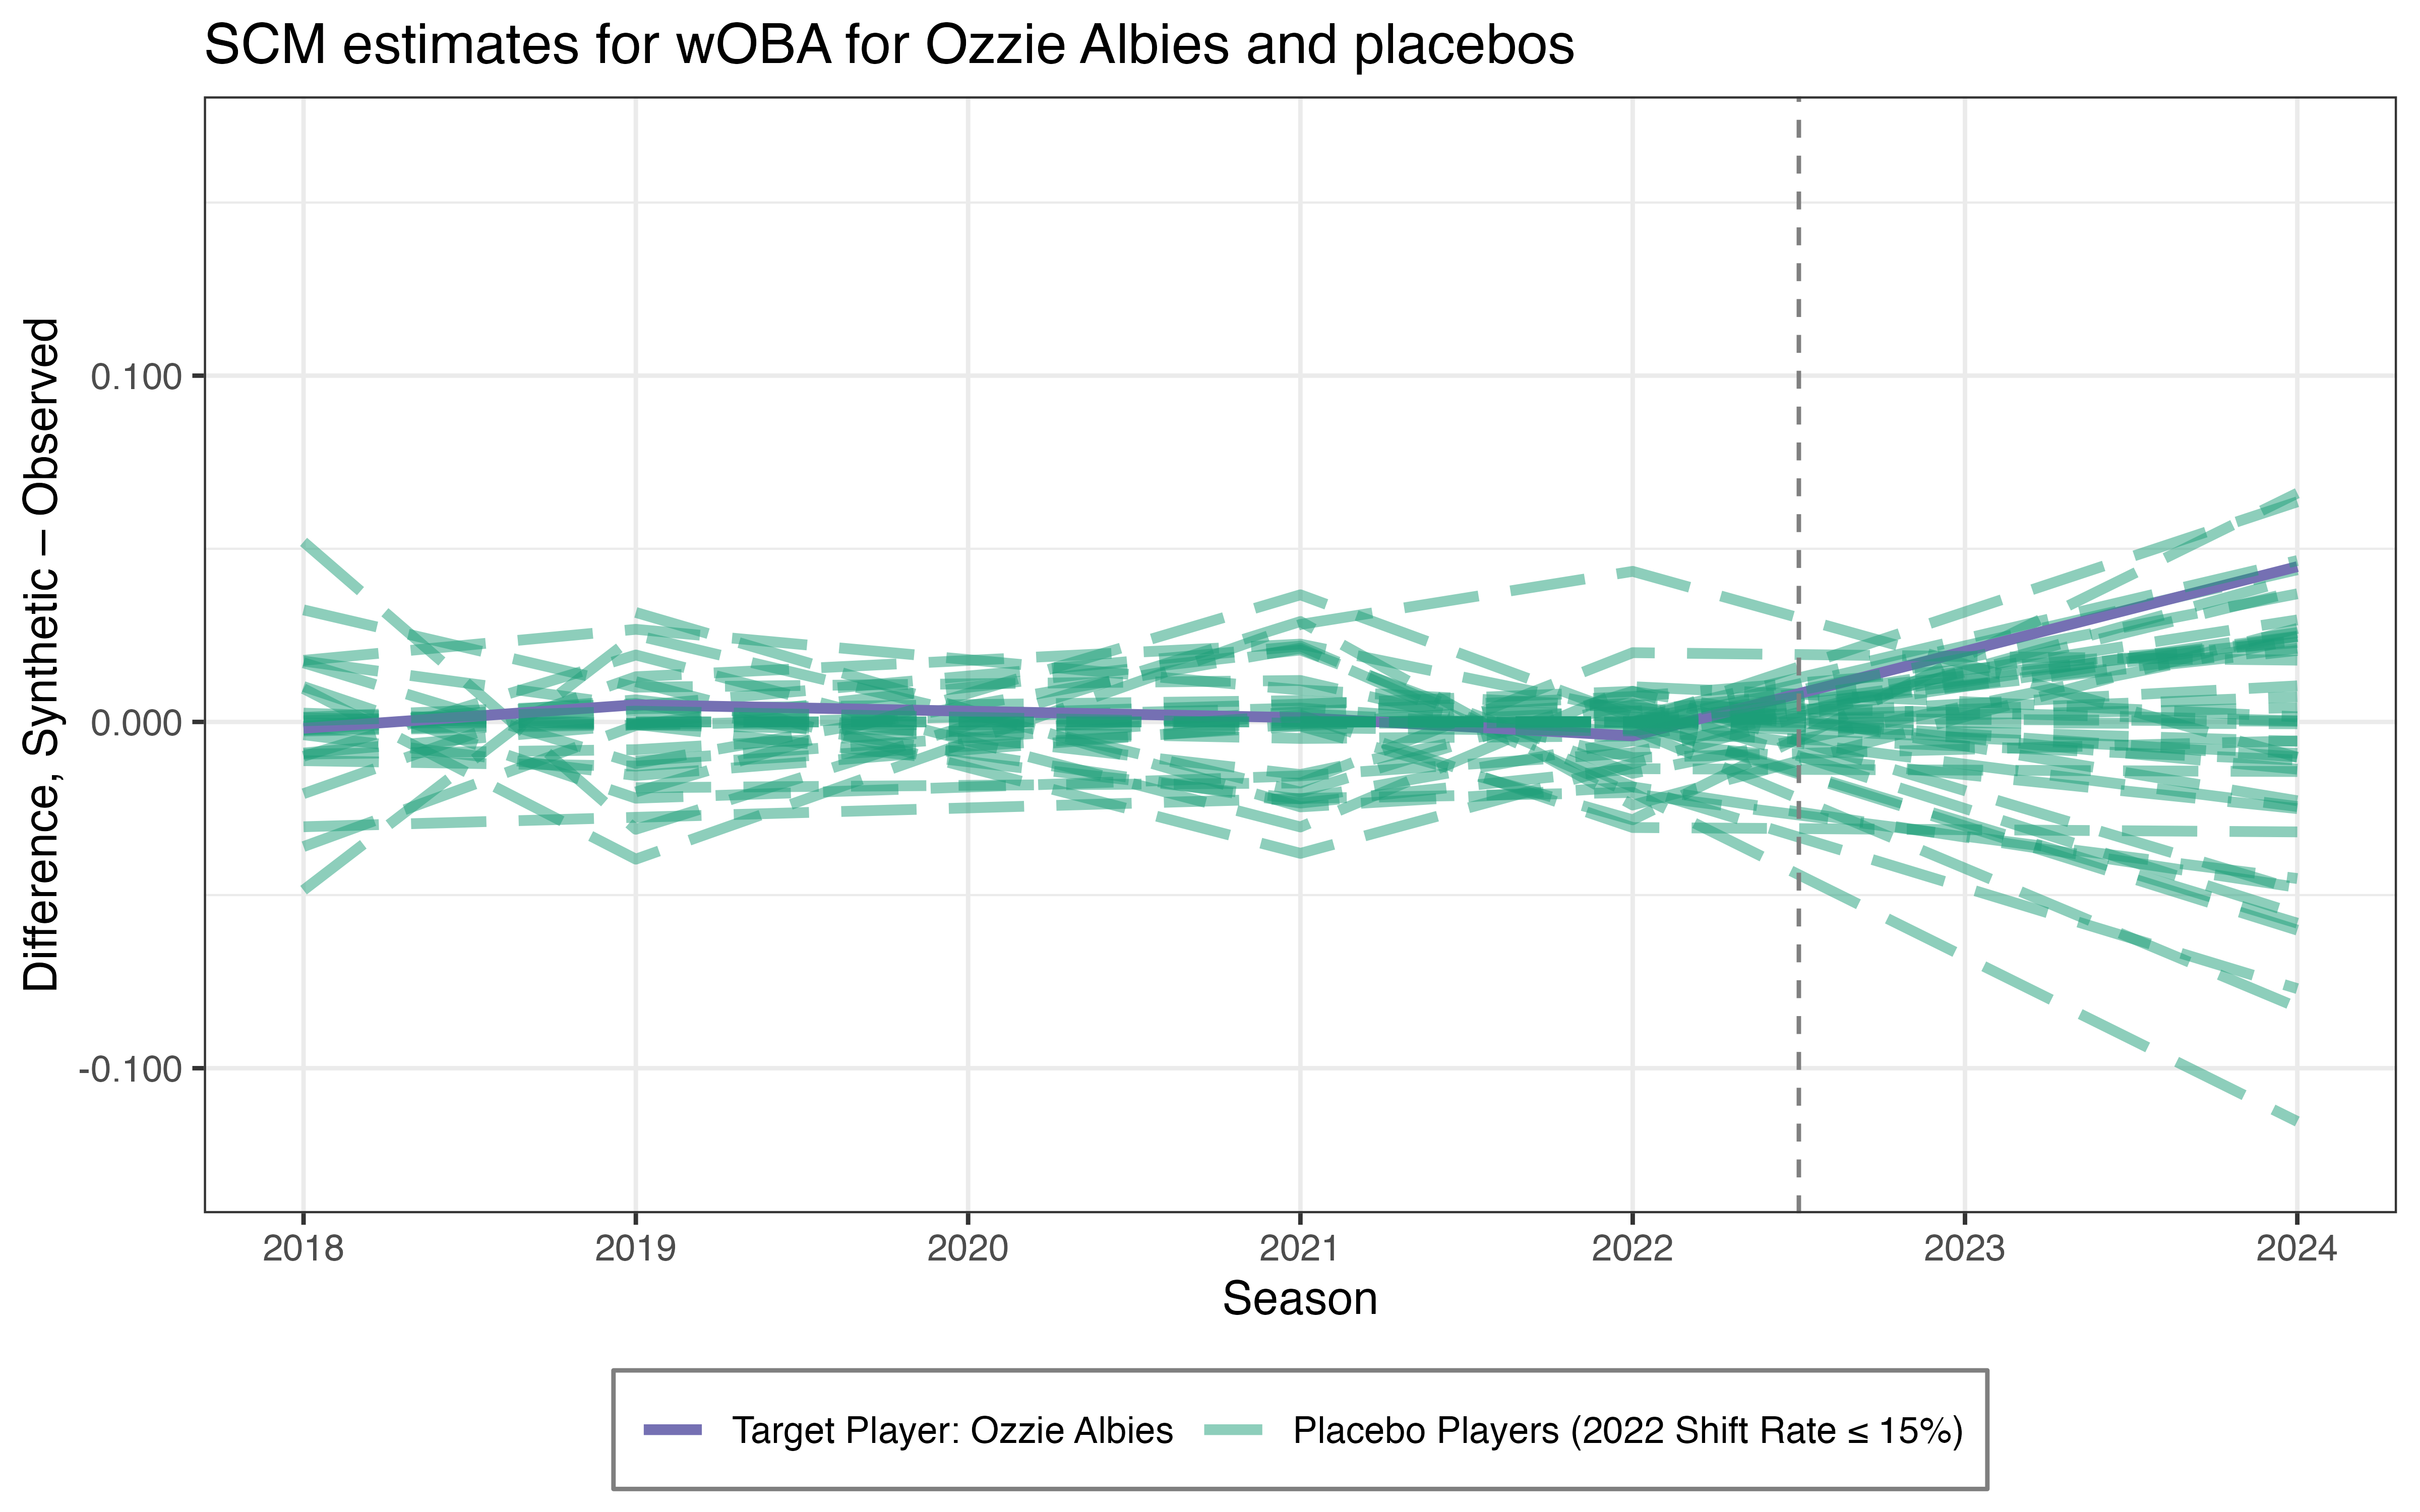 SCM estimates for wOBA for Ozzie Albies and placebos
Difference, Synthetic − Observed
0.100
0.000
-0.100
2018 2019 2020 2021 2022 2023 2024
Season
Target Player: Ozzie Albies Placebo Players (2022 Shift Rate ≤ 15%)